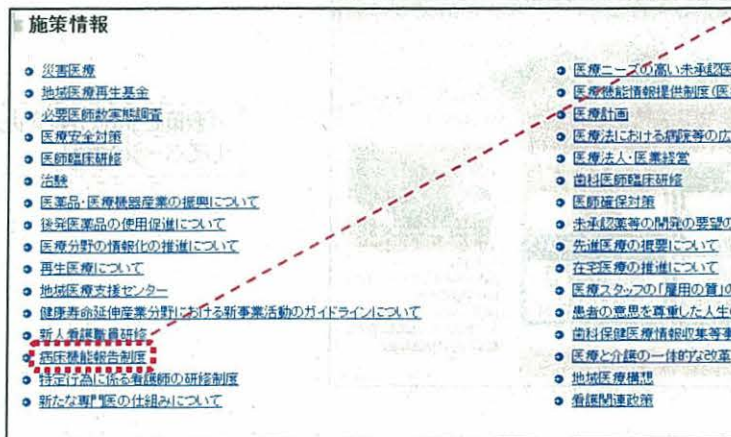 施策情報
災害医療
地域医療再生基金
必要医師数実態調査
医療安全対策
医師臨床研修
治験
医薬品・医療機器産業の振興について
後発医薬品の使用促進について
医療分野の情報化の推進について
再生医療について
地域医療支援センター
健康寿命延伸産業分野における新事業活動のガイドラインについて
新人看護職員研修
病床機能報告制度
特定行為に係る看護師の研修制度
新たな専門医の仕組みについて
医療ニーズの高い未承認医
医療機能情報提供制度(医
医療計画
医療法における病院等の広
医療法人・医業経営
歯科医師臨床研修
医師確保対策
未承認薬等の開発の要望の
先進医療の概要について
在宅医療の推進について
医療スタッフの「雇用の質」の
患者の意思を尊重した人生の
歯科保健医療情報収集等事
医療と介護の一体的な改革
地域医療構想
看護関連政策